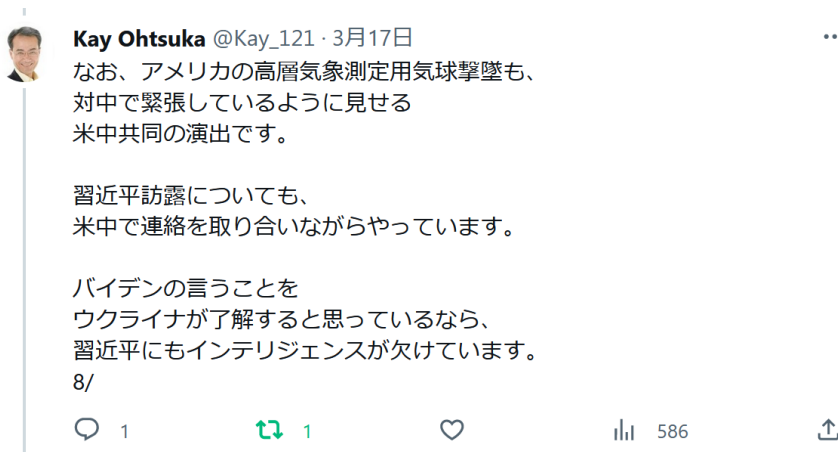 Kay Ohtsuka @Kay_121 · 3月17日
なお、アメリカの高層気象測定用気球撃墜も、
対中で緊張しているように見せる
米中共同の演出です。
習近平訪露についても、
米中で連絡を取り合いながらやっています。
バイデンの言うことを
ウクライナが了解すると思っているなら、
習近平にもインテリジェンスが欠けています。
8/
1 1 586